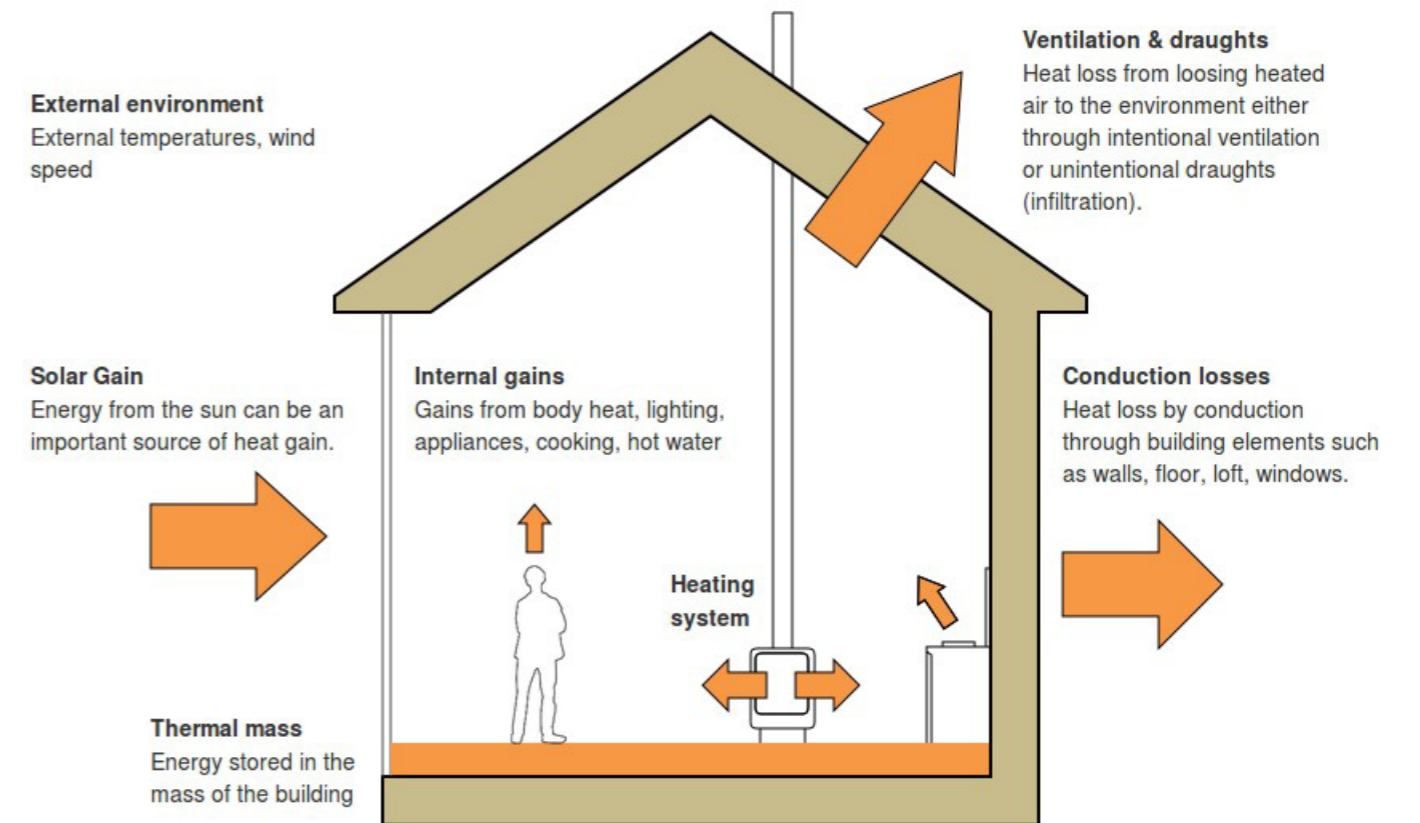 External environment
External temperatures, wind
speed
Ventilation & draughts
Heat loss from loosing heated
air to the environment either
through intentional ventilation
or unintentional draughts
(infiltration).
Solar Gain
Energy from the sun can be an
important source of heat gain.
Internal gains
Gains from body heat, lighting,
appliances, cooking, hot water
Conduction losses
Heat loss by conduction
through building elements such
as walls, floor, loft, windows.
Heating
system
Thermal mass
Energy stored in the
mass of the building